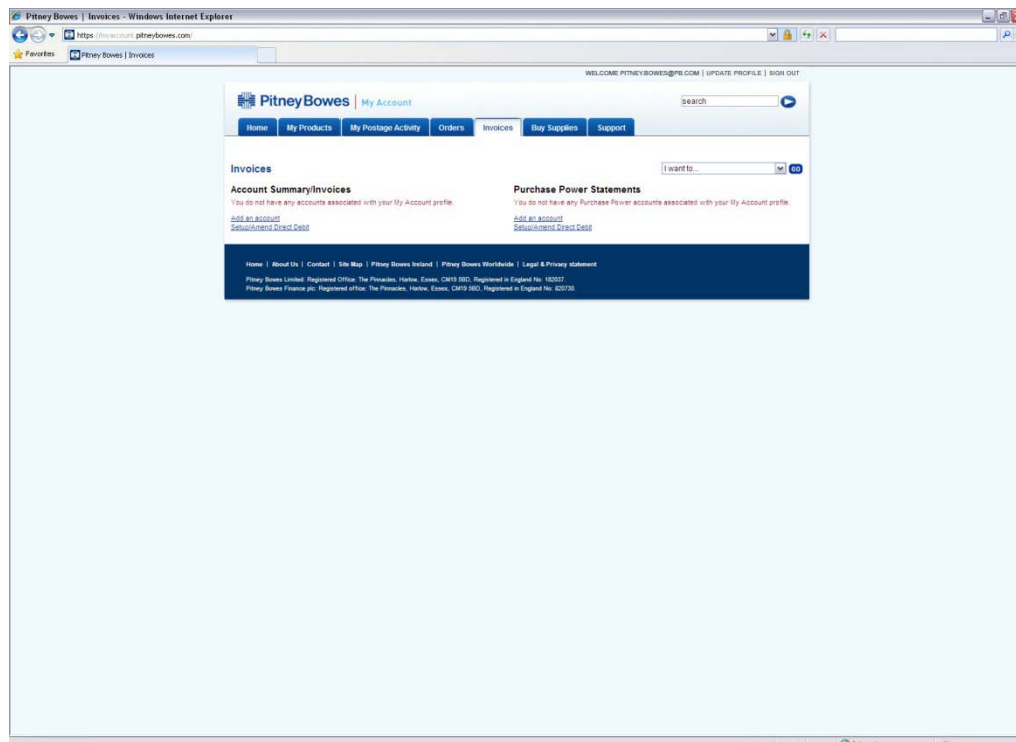 Pitney Bowes | Invoices - Windows Internet Explorer
https://myaccount.pitneybowes.com/
Favorites
Pitney Bowes | Invoices
WELCOME PITNEY.BOWES@PB.COM | UPDATE PROFILE | SIGN OUT
PitneyBowes | My Account
search
Home
My Products
My Postage Activity
Orders
Invoices
Buy Supplies
Support
Invoices
I want to...
GO
Account Summary/Invoices
You do not have any accounts associated with your My Account profile.
Add an account
Setup/Amend Direct Debit
Purchase Power Statements
You do not have any Purchase Power accounts associated with your My Account profile.
Add an account
Setup/Amend Direct Debit
Home | About Us | Contact | Site Map | Pitney Bowes Ireland | Pitney Bowes Worldwide | Legal & Privacy statement
Pitney Bowes Limited: Registered Office: The Pinnacles, Harlow, Essex, CM19 5BD, Registered in England No: 182037.
Pitney Bowes Finance plc: Registered office: The Pinnacles, Harlow, Essex, CM19 5BD, Registered in England No: 820730.